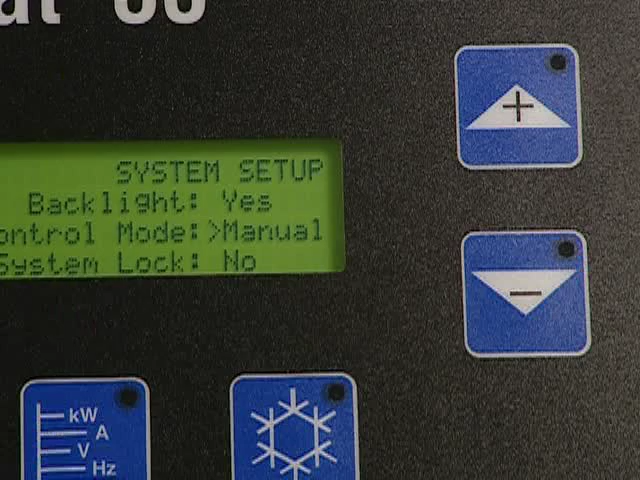 SYSTEM SETUP
Backlight: Yes
ontrol Mode:>Manual
System Lock: No
+
−
kW
A
V
Hz